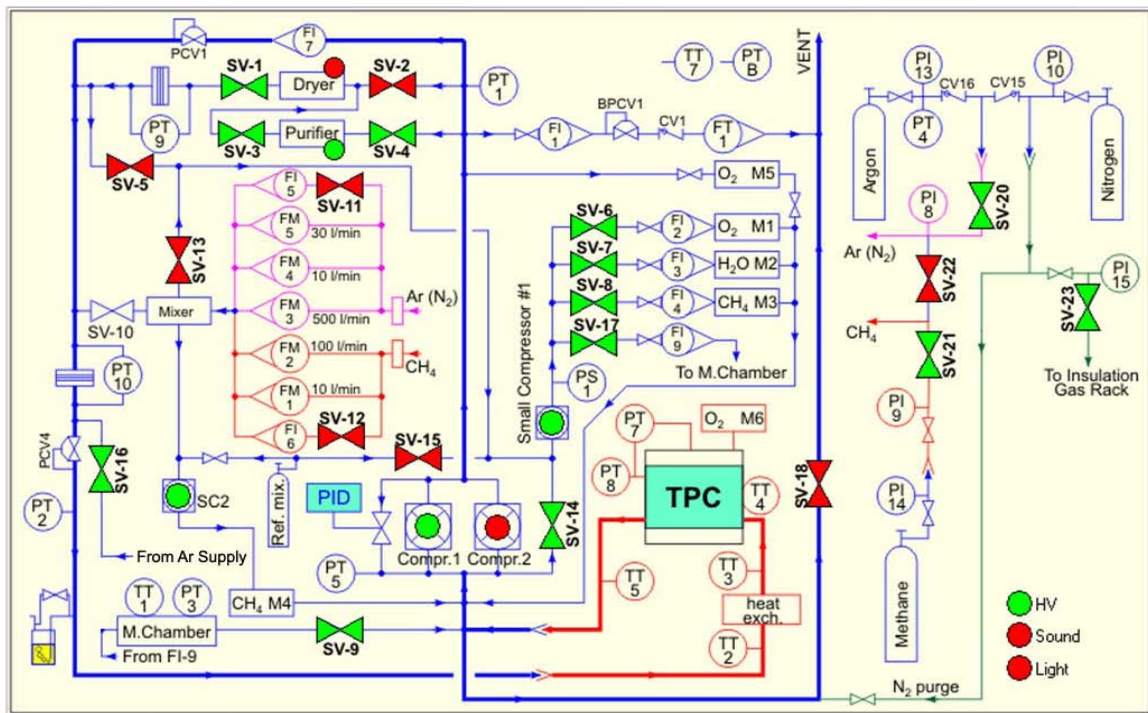 PCV1
FI
7
SV-1
Dryer
SV-2
PT
1
PT
9
SV-3
Purifier
SV-4
SV-5
TT
7
PT
B
BPCV1
FI
1
CV1
FT
1
VENT
PI
13
CV16
CV15
PI
10
PT
4
Argon
Nitrogen
FI
5
SV-11
FM
5
30 l/min
FM
4
10 l/min
FM
3
500 l/min
Ar (N2)
FM
2
100 l/min
CH4
FM
1
10 l/min
FI
6
SV-12
SV-13
Mixer
SV-10
PT
10
PCV4
SV-16
PT
2
SC2
Ref. mix.
SV-15
PID
PT
5
Compr.1
Compr.2
SV-14
From Ar Supply
TT
1
PT
3
M.Chamber
From FI-9
CH4 M4
SV-9
O2 M5
SV-6
FI
2
O2 M1
SV-7
FI
3
H2O M2
SV-8
FI
4
CH4 M3
SV-17
FI
9
To M.Chamber
Small Compressor #1
PS
1
PT
7
O2 M6
PT
8
TPC
TT
4
TT
5
TT
3
heat
exch.
TT
2
SV-18
PI
8
SV-20
Ar (N2)
SV-22
CH4
SV-21
PI
9
PI
14
Methane
SV-23
PI
15
To Insulation
Gas Rack
N2 purge
HV
Sound
Light